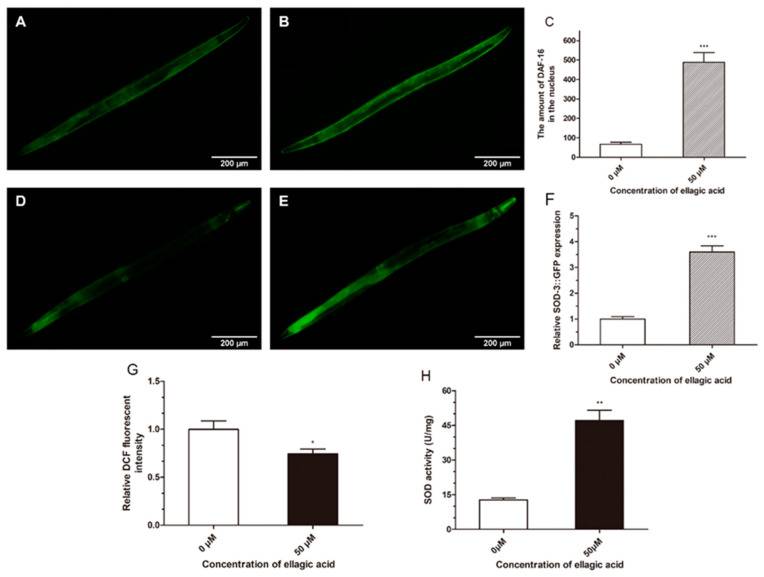 A
B
C
200 μm
200 μm
The amount of DAF-16
in the nucleus
600
500
400
300
200
100
0
***
0 μM
50 μM
Concentration of ellagic acid
D
E
F
200 μm
200 μm
Relative SOD-3::GFP expression
5
4
3
2
1
0
***
0 μM
50 μM
Concentration of ellagic acid
G
Relative DCF fluorescent
intensity
1.5
1.0
0.5
0.0
*
0 μM
50 μM
Concentration of ellagic acid
H
SOD activity (U/mg)
60
45
30
15
0
**
0μM
50μM
Concentration of ellagic acid